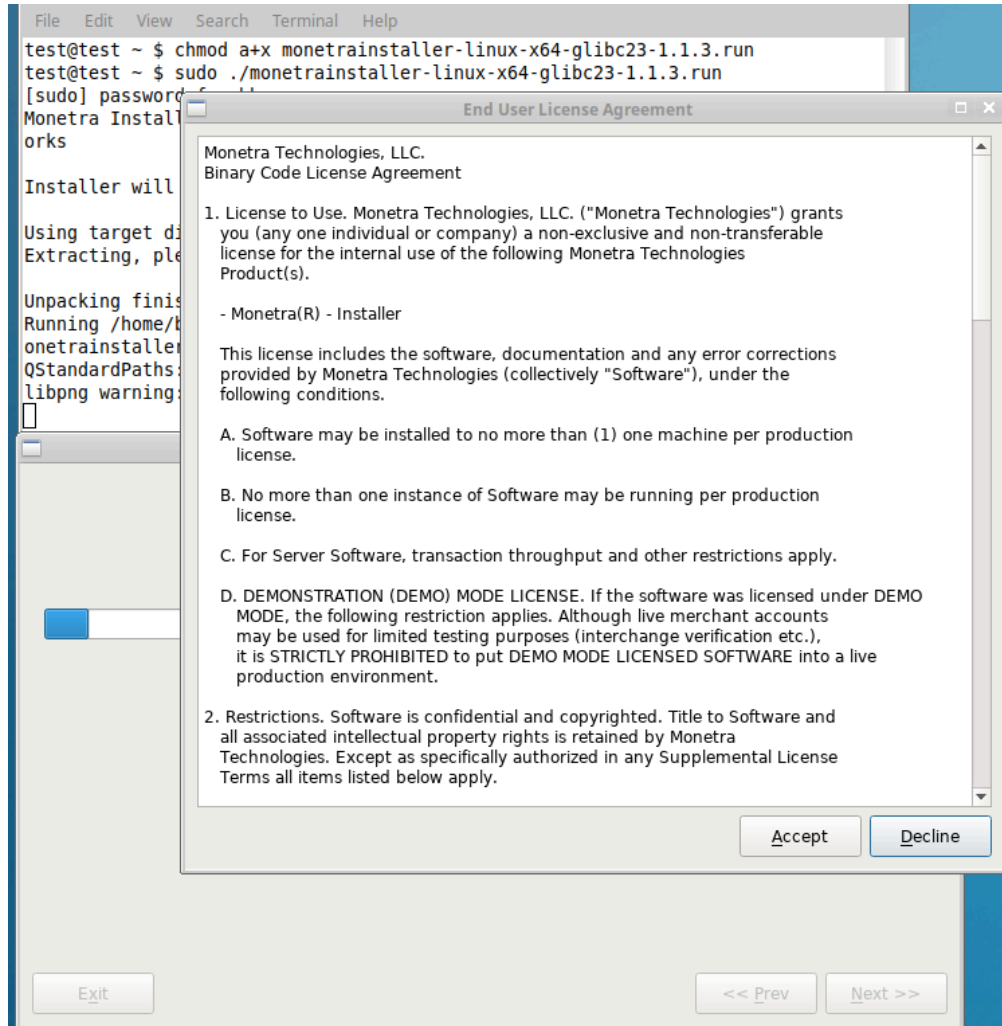 File Edit View Search Terminal Help
test@test ~ $ chmod a+x monetrainstaller-linux-x64-glibc23-1.1.3.run
test@test ~ $ sudo ./monetrainstaller-linux-x64-glibc23-1.1.3.run
[sudo] password
Monetra Instal
orks
Installer will
Using target di
Extracting, ple
Unpacking finis
Running /home/b
onetrainstaller
QStandardPaths:
libpng warning:
End User License Agreement
Monetra Technologies, LLC.
Binary Code License Agreement
1. License to Use. Monetra Technologies, LLC. ("Monetra Technologies") grants
you (any one individual or company) a non-exclusive and non-transferable
license for the internal use of the following Monetra Technologies
Product(s).
- Monetra(R) - Installer
This license includes the software, documentation and any error corrections
provided by Monetra Technologies (collectively "Software"), under the
following conditions.
A. Software may be installed to no more than (1) one machine per production
license.
B. No more than one instance of Software may be running per production
license.
C. For Server Software, transaction throughput and other restrictions apply.
D. DEMONSTRATION (DEMO) MODE LICENSE. If the software was licensed under DEMO
MODE, the following restriction applies. Although live merchant accounts
may be used for limited testing purposes (interchange verification etc.),
it is STRICTLY PROHIBITED to put DEMO MODE LICENSED SOFTWARE into a live
production environment.
2. Restrictions. Software is confidential and copyrighted. Title to Software and
all associated intellectual property rights is retained by Monetra
Technologies. Except as specifically authorized in any Supplemental License
Terms all items listed below apply.
Accept Decline
Exit << Prev Next >>